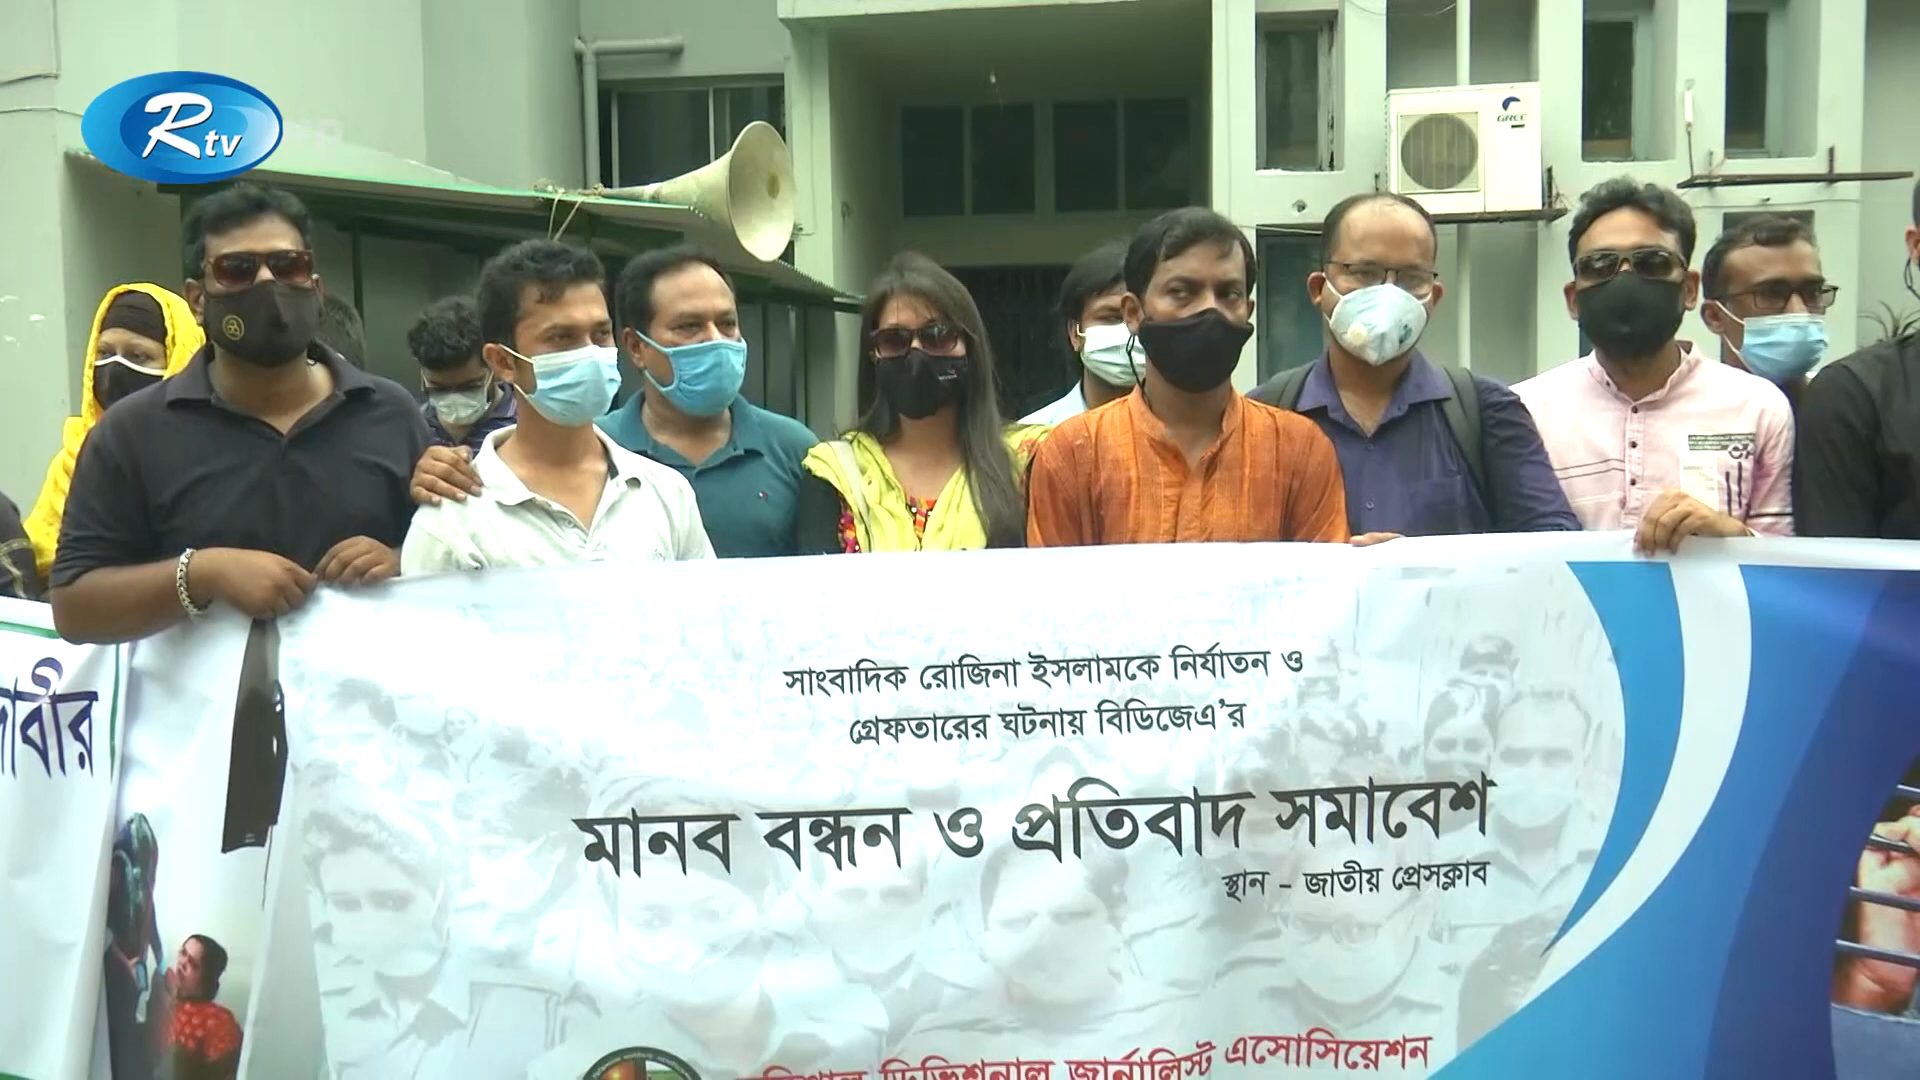 Rtv
GREE
সাংবাদিক রোজিনা ইসলামকে নির্যাতন ও
গ্রেফতারের ঘটনায় বিডিজেএ'র
মানব বন্ধন ও প্রতিবাদ সমাবেশ
স্থান - জাতীয় প্রেসক্লাব
ডিভিশনাল জার্নালিস্ট এসোসিয়েশন